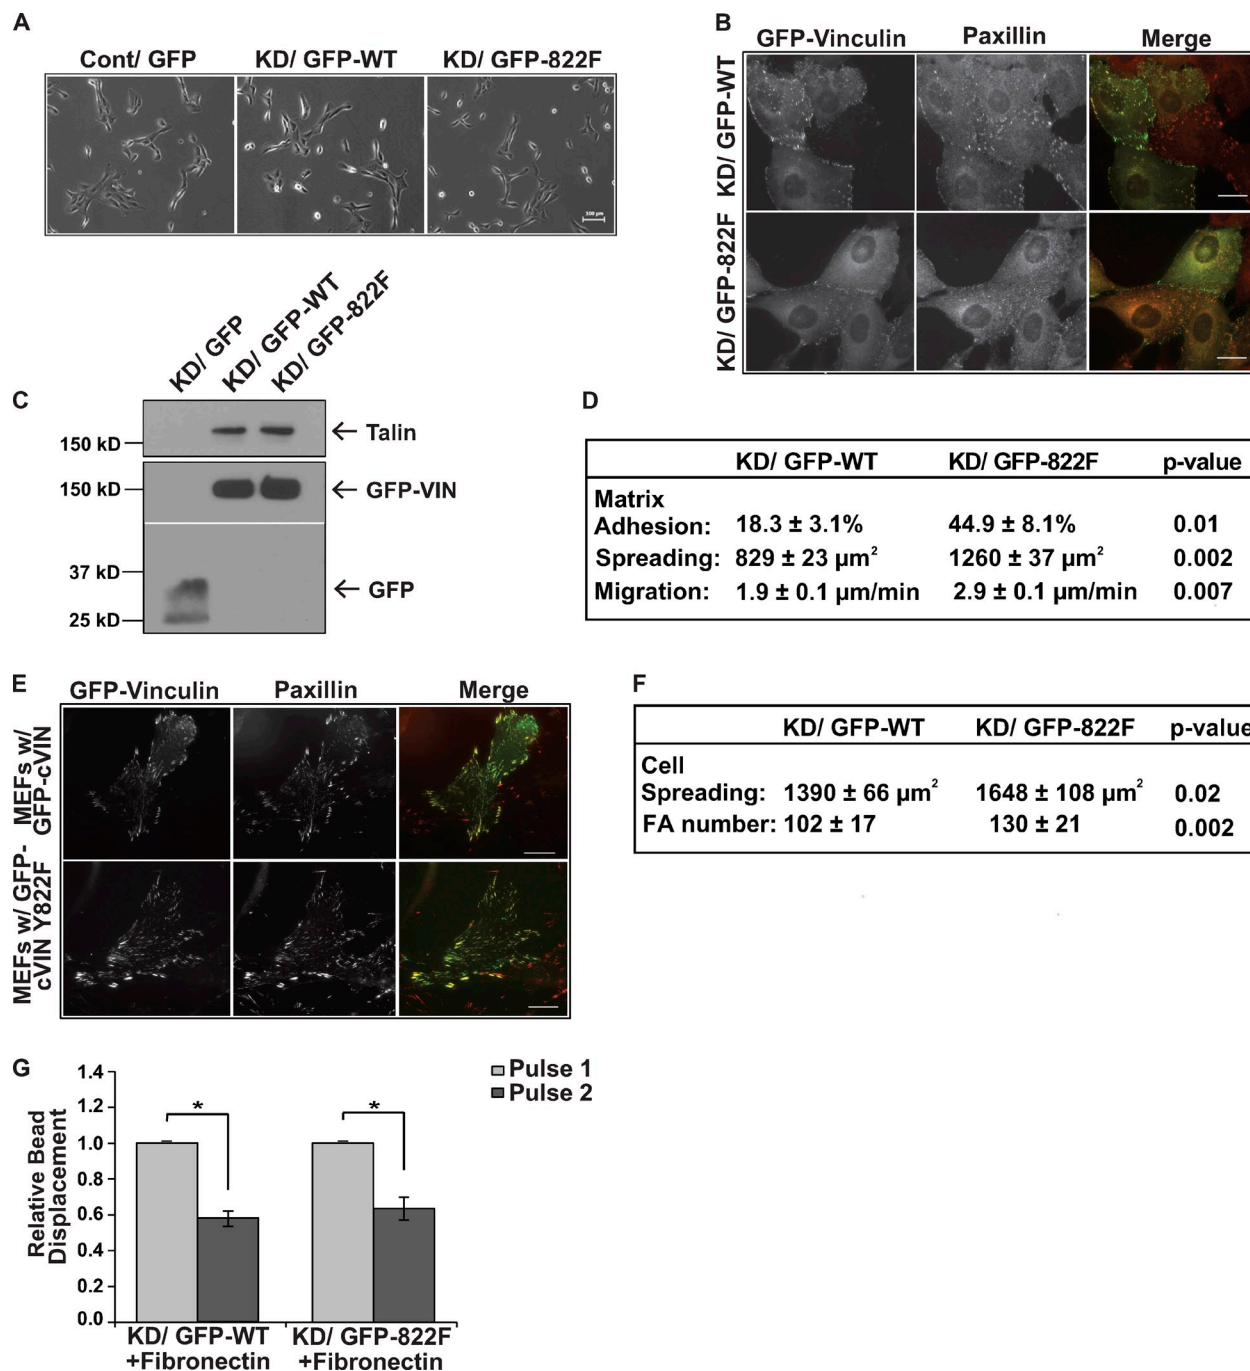 A
Cont/ GFP
KD/ GFP-WT
KD/ GFP-822F
100 µm
B
GFP-Vinculin
Paxillin
Merge
KD/ GFP-WT
KD/ GFP-822F
C
KD/ GFP
KD/ GFP-WT
KD/ GFP-822F
150 kD
← Talin
150 kD
← GFP-VIN
37 kD
← GFP
25 kD
D
KD/ GFP-WT KD/ GFP-822F p-value
Matrix
Adhesion: 18.3 ± 3.1% 44.9 ± 8.1% 0.01
Spreading: 829 ± 23 µm² 1260 ± 37 µm² 0.002
Migration: 1.9 ± 0.1 µm/min 2.9 ± 0.1 µm/min 0.007
E
GFP-Vinculin
Paxillin
Merge
MEFs w/
GFP-cVIN
MEFs w/ GFP-
cVIN Y822F
F
KD/ GFP-WT KD/ GFP-822F p-value
Cell
Spreading: 1390 ± 66 µm² 1648 ± 108 µm² 0.02
FA number: 102 ± 17 130 ± 21 0.002
G
Relative Bead
Displacement
1.4
1.2
1.0
0.8
0.6
0.4
0.2
0.0
*
*
Pulse 1
Pulse 2
KD/ GFP-WT
+Fibronectin
KD/ GFP-822F
+Fibronectin